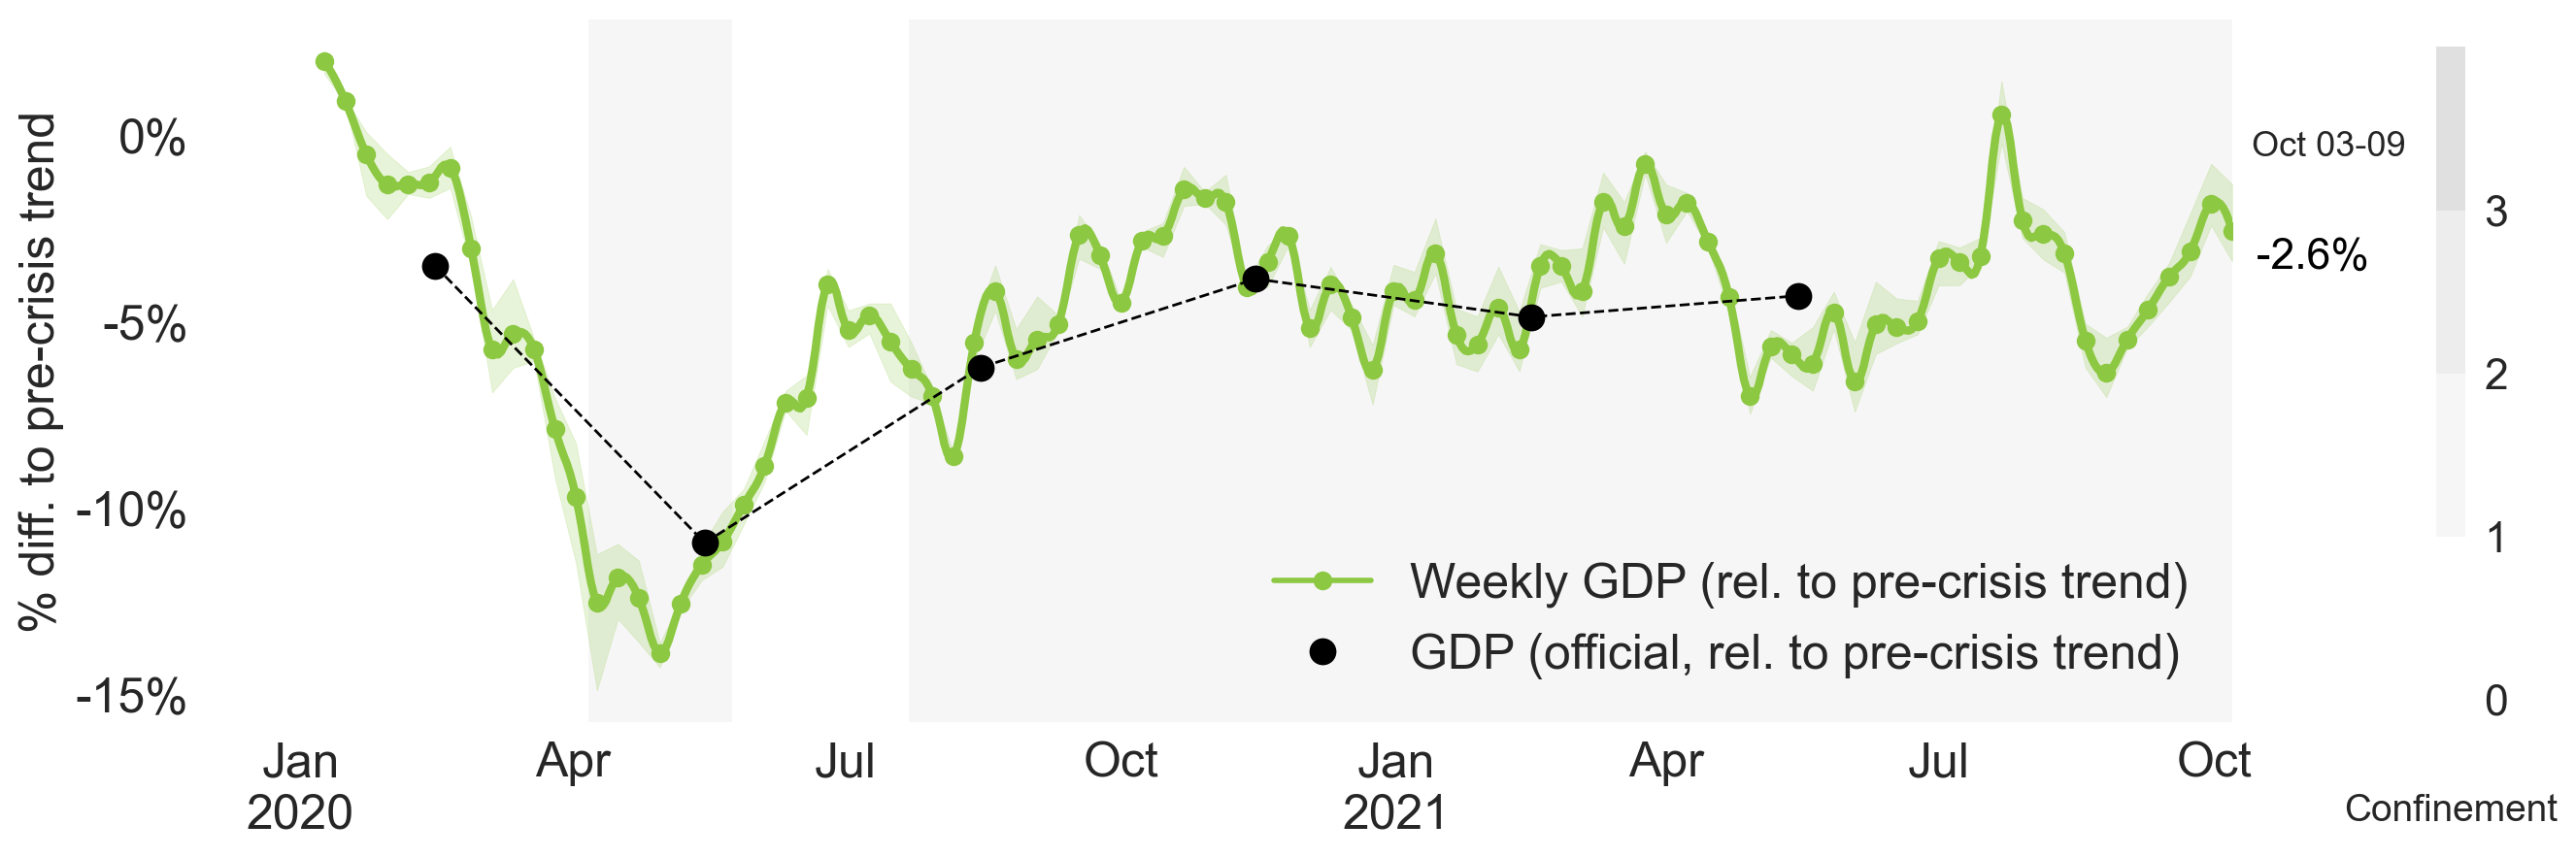 % diff. to pre-crisis trend
0%
-5%
-10%
-15%
Jan
2020
Apr
Jul
Oct
Jan
2021
Apr
Jul
Oct
Weekly GDP (rel. to pre-crisis trend)
GDP (official, rel. to pre-crisis trend)
Oct 03-09
-2.6%
3
2
1
0
Confinement